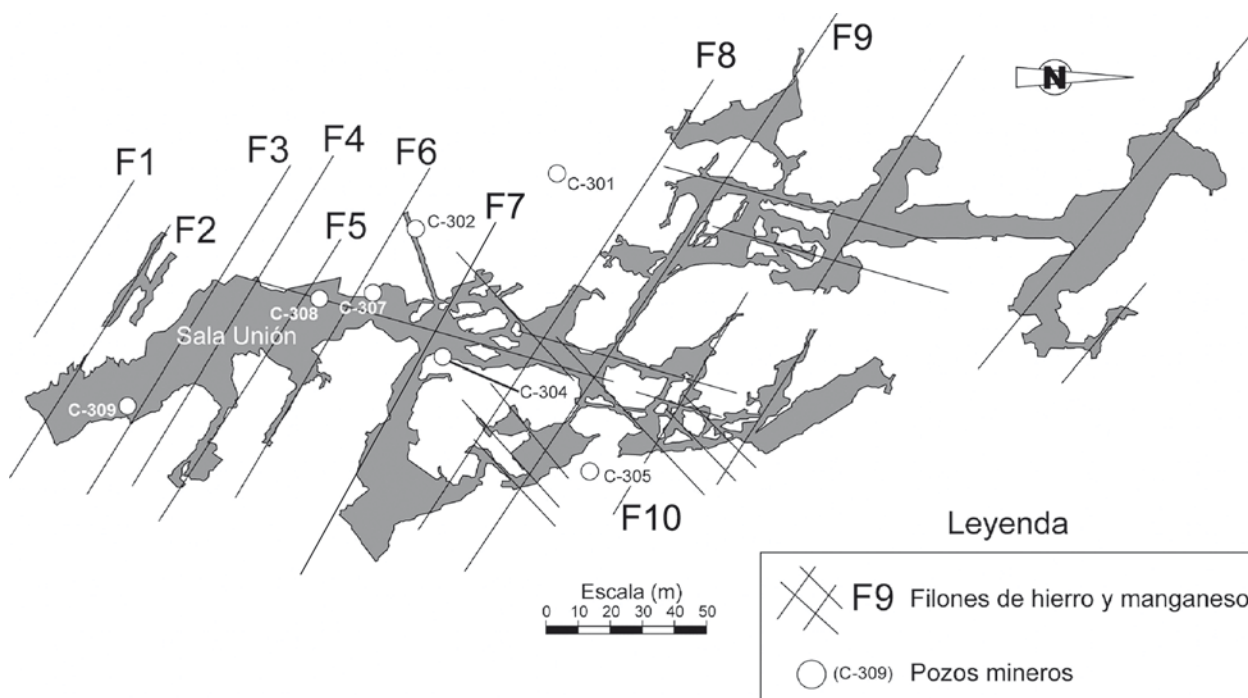 F1
F2
F3
F4
F5
F6
F7
F8
F9
N
C-301
C-302
C-308
C-307
Sala Unión
C-309
C-304
C-305
F10
Escala (m)
0 10 20 30 40 50
Leyenda
F9 Filones de hierro y manganeso
(C-309) Pozos mineros